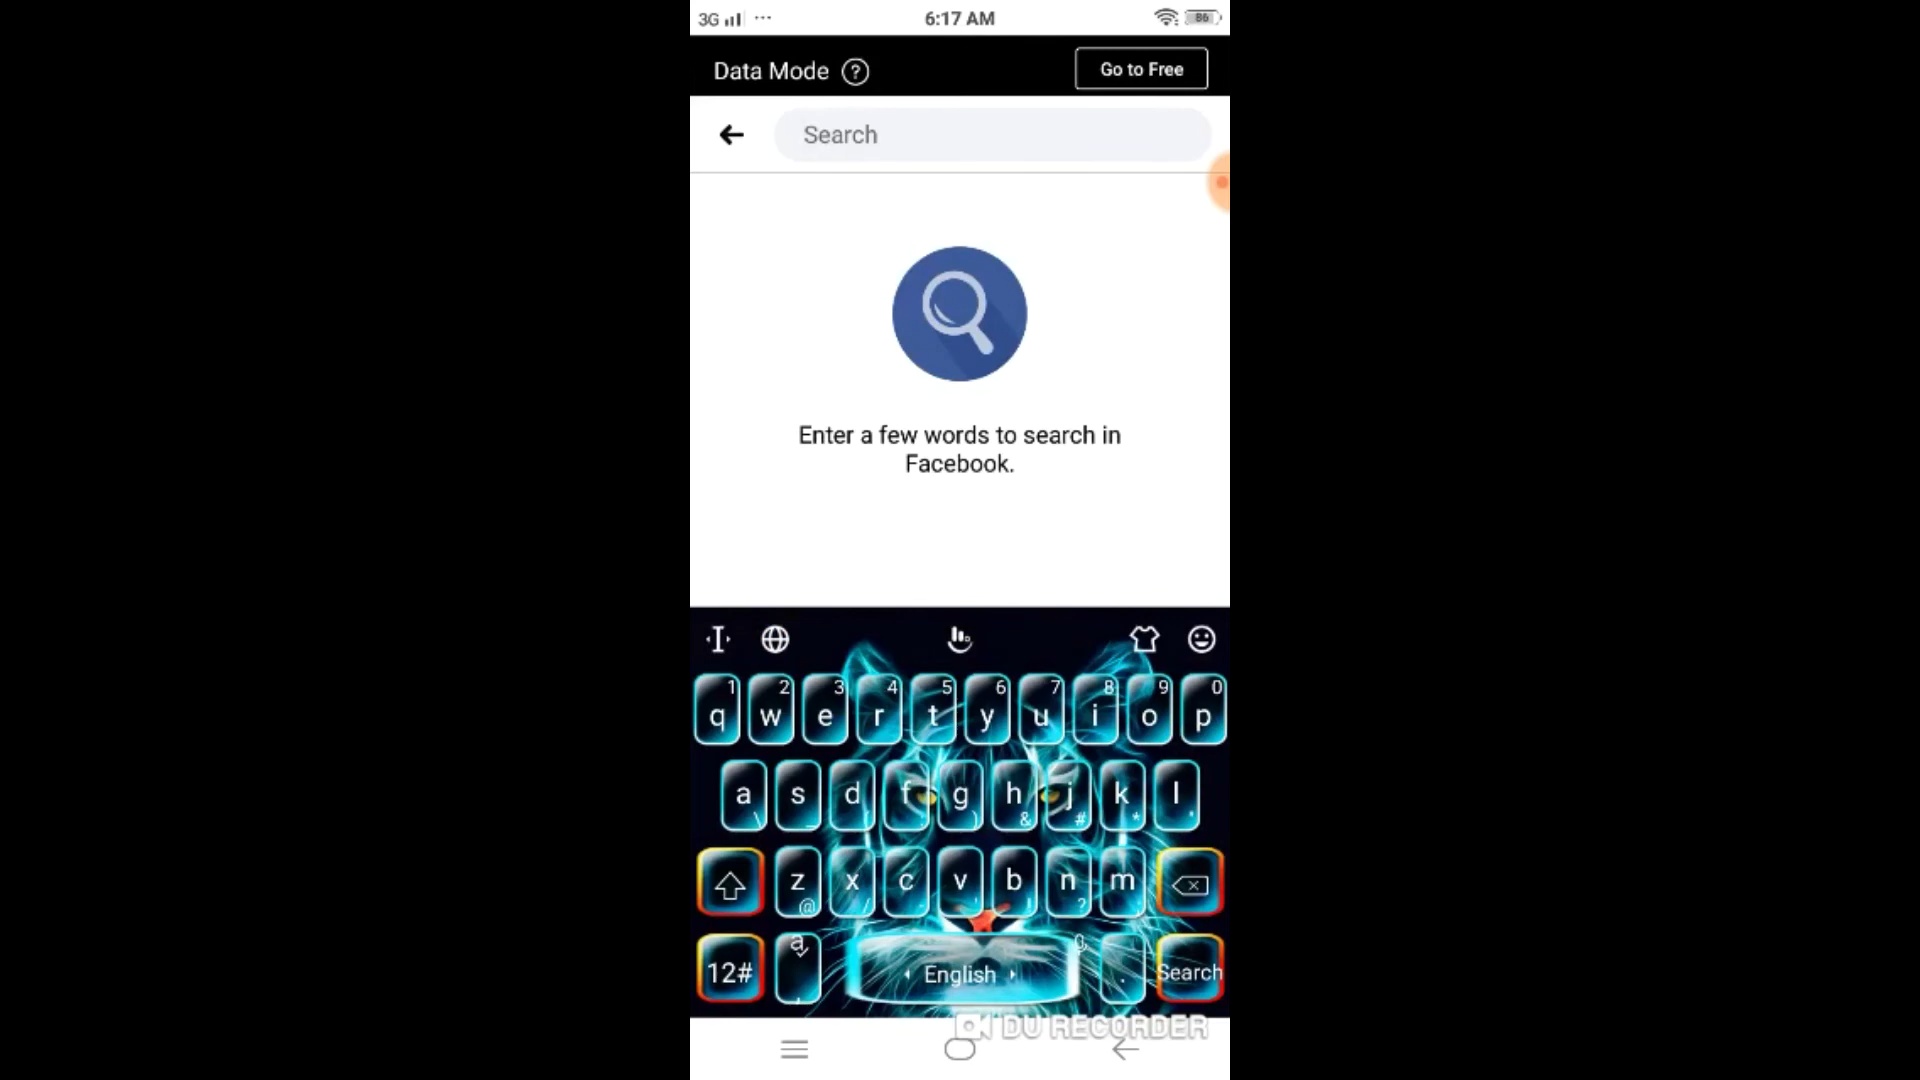 3G ... 6:17 AM 86
Data Mode ? Go to Free
Search
Enter a few words to search in
Facebook.
1 2 3 4 5 6 7 8 9 0
q w e r t y u i o p
a s d f g h j k l
\ _ ( ) & # * "
z x c v b n m
@ / - ' ! ? ;
12# a , English . Search
DU RECORDER